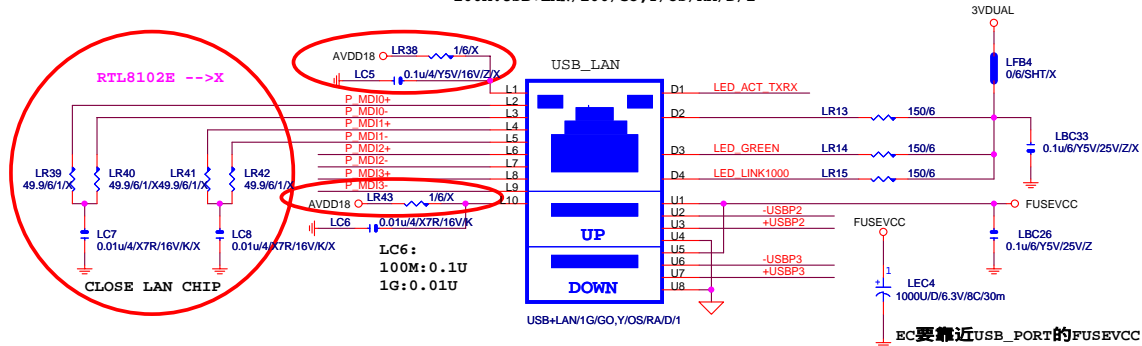 3VDUAL
AVDD18 LR38 1/6/X
LC5 0.1u/4/Y5V/16V/Z/X
USB_LAN
LFB4
0/6/SHT/X
RTL8102E -->X
L1
P_MDI0+ L2
P_MDI0- L3
P_MDI1+ L4
P_MDI1- L5
P_MDI2+ L6
P_MDI2- L7
P_MDI3+ L8
P_MDI3- L9
L10
D1 LED_ACT_TXRX
D2 LR13 150/6
D3 LED_GREEN LR14 150/6
D4 LED_LINK1000 LR15 150/6
LBC33
0.1u/6/Y5V/25V/Z/X
LR39
49.9/6/1/X
LR40
49.9/6/1/X
LR41
49.9/6/1/X
LR42
49.9/6/1/X
AVDD18 LR43 1/6/X
LC6 0.01u/4/X7R/16V/K
U1 FUSEVCC
U2 -USBP2
U3 +USBP2
U4
U5
U6 -USBP3
U7 +USBP3
U8
UP
DOWN
FUSEVCC
LBC26
0.1u/6/Y5V/25V/Z
LC7
0.01u/4/X7R/16V/K/X
LC8
0.01u/4/X7R/16V/K/X
LC6:
100M:0.1U
1G:0.01U
1
LEC4
1000U/D/6.3V/8C/30m
CLOSE LAN CHIP
USB+LAN/1G/GO,Y/OS/RA/D/1
EC要靠近USB_PORT的FUSEVCC